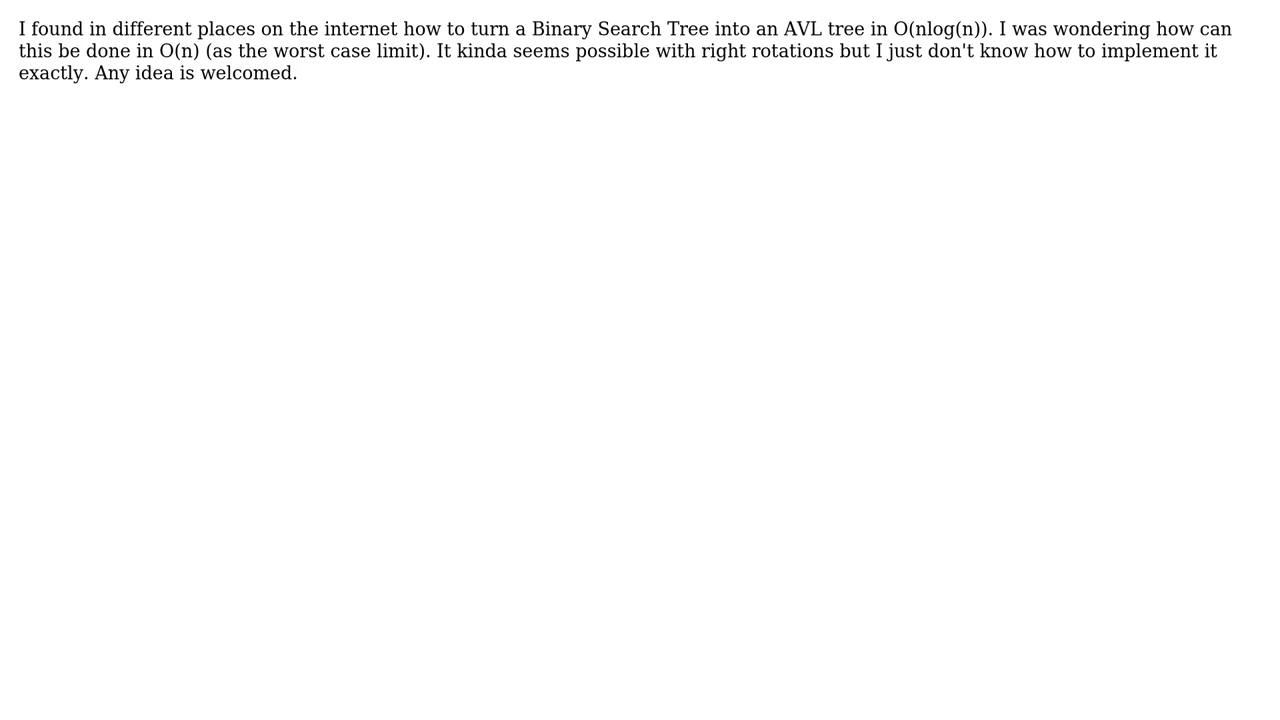 I found in different places on the internet how to turn a Binary Search Tree into an AVL tree in O(nlog(n)). I was wondering how can
this be done in O(n) (as the worst case limit). It kinda seems possible with right rotations but I just don't know how to implement it
exactly. Any idea is welcomed.